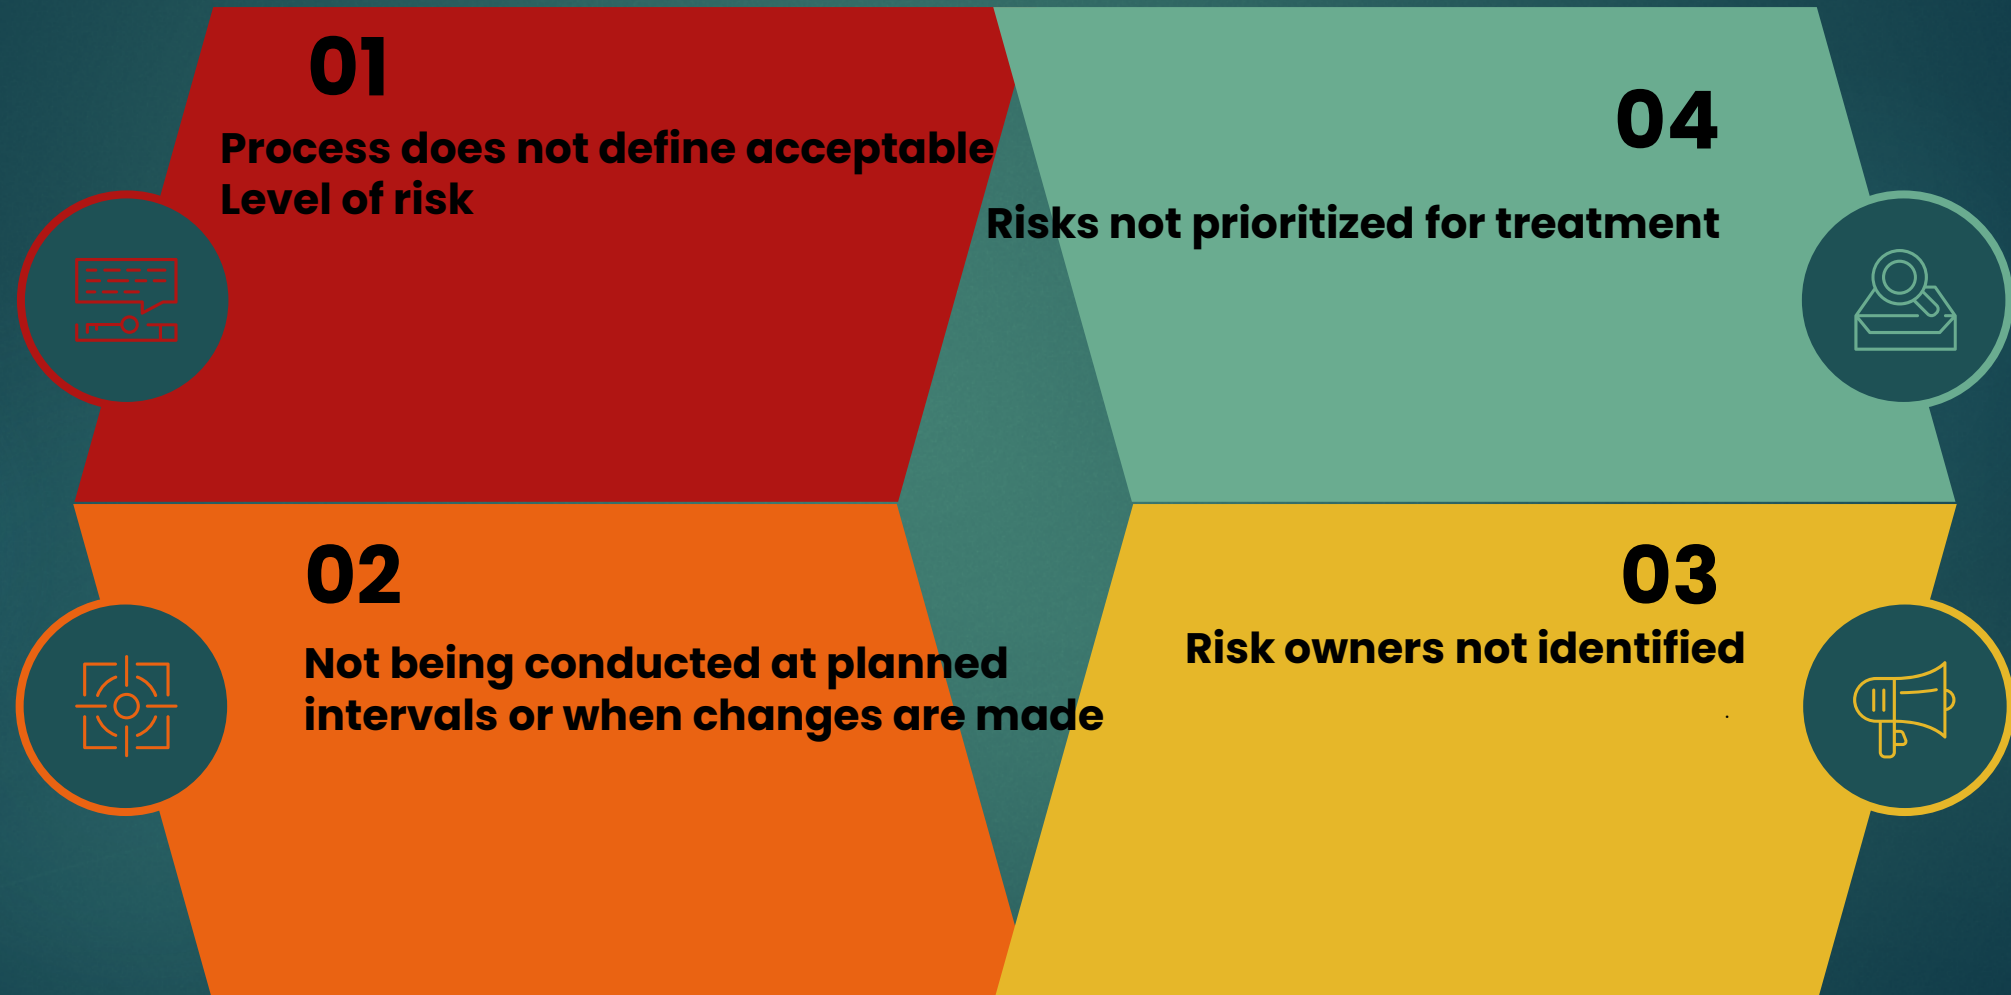 01
Process does not define acceptable
Level of risk
02
Not being conducted at planned
intervals or when changes are made
03
Risk owners not identified
.
04
Risks not prioritized for treatment